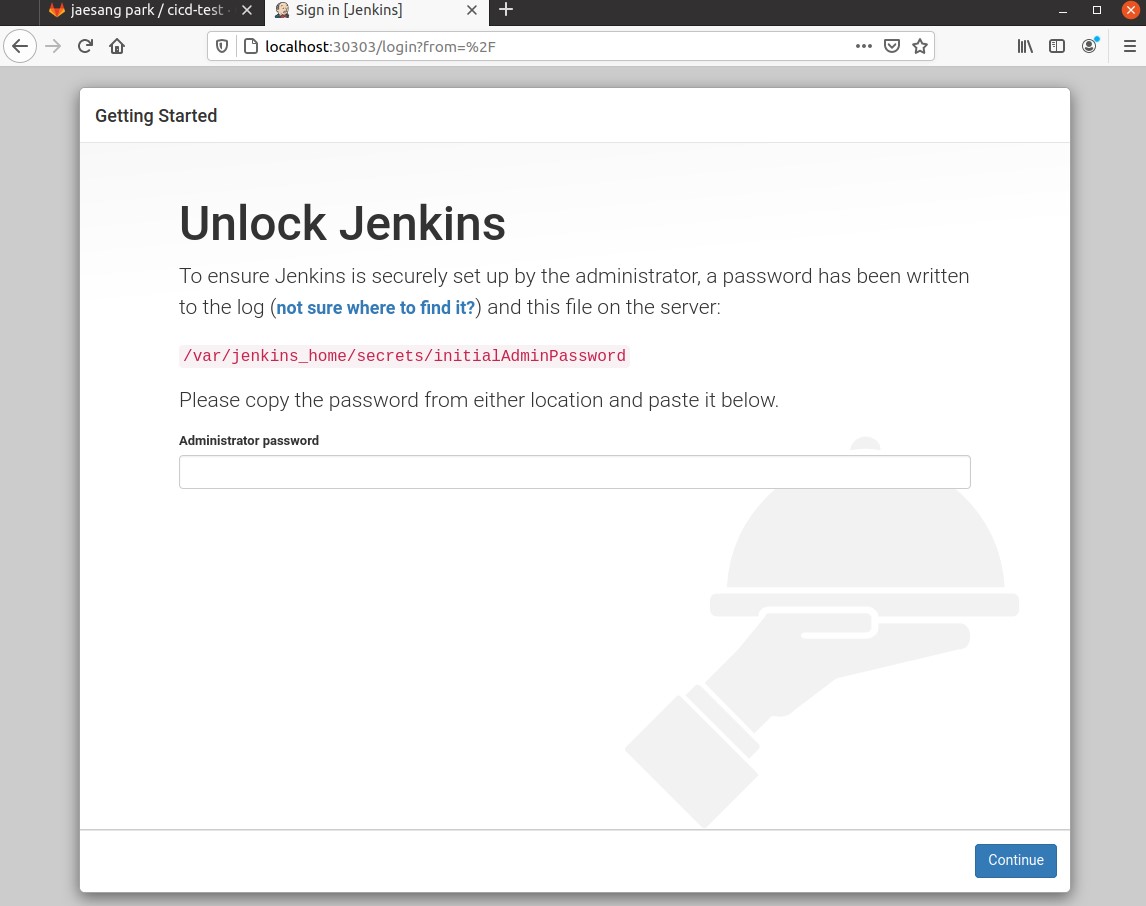 jaesang park / cicd-test
Sign in [Jenkins]
localhost:30303/login?from=%2F
Getting Started
Unlock Jenkins
To ensure Jenkins is securely set up by the administrator, a password has been written
to the log (not sure where to find it?) and this file on the server:
/var/jenkins_home/secrets/initialAdminPassword
Please copy the password from either location and paste it below.
Administrator password
Continue